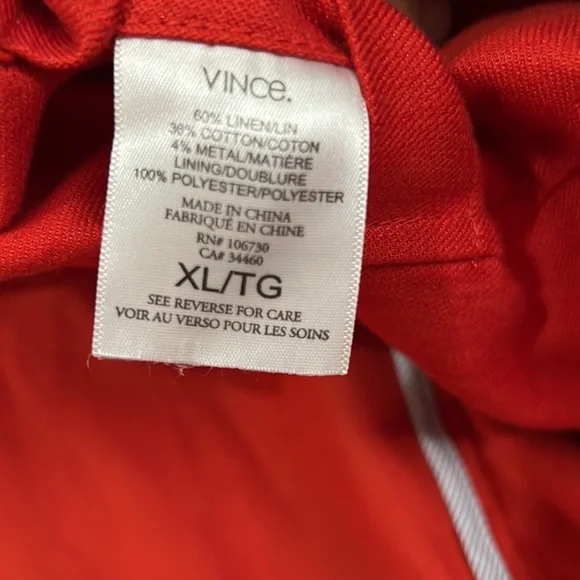 VINCE.
60% LINEN/LIN
36% COTTON/COTON
4% METAL/MATIÈRE
LINING/DOUBLURE
100% POLYESTER/POLYESTER
MADE IN CHINA
FABRIQUÉ EN CHINE
RN# 106730
CA# 34460
XL/TG
SEE REVERSE FOR CARE
VOIR AU VERSO POUR LES SOINS